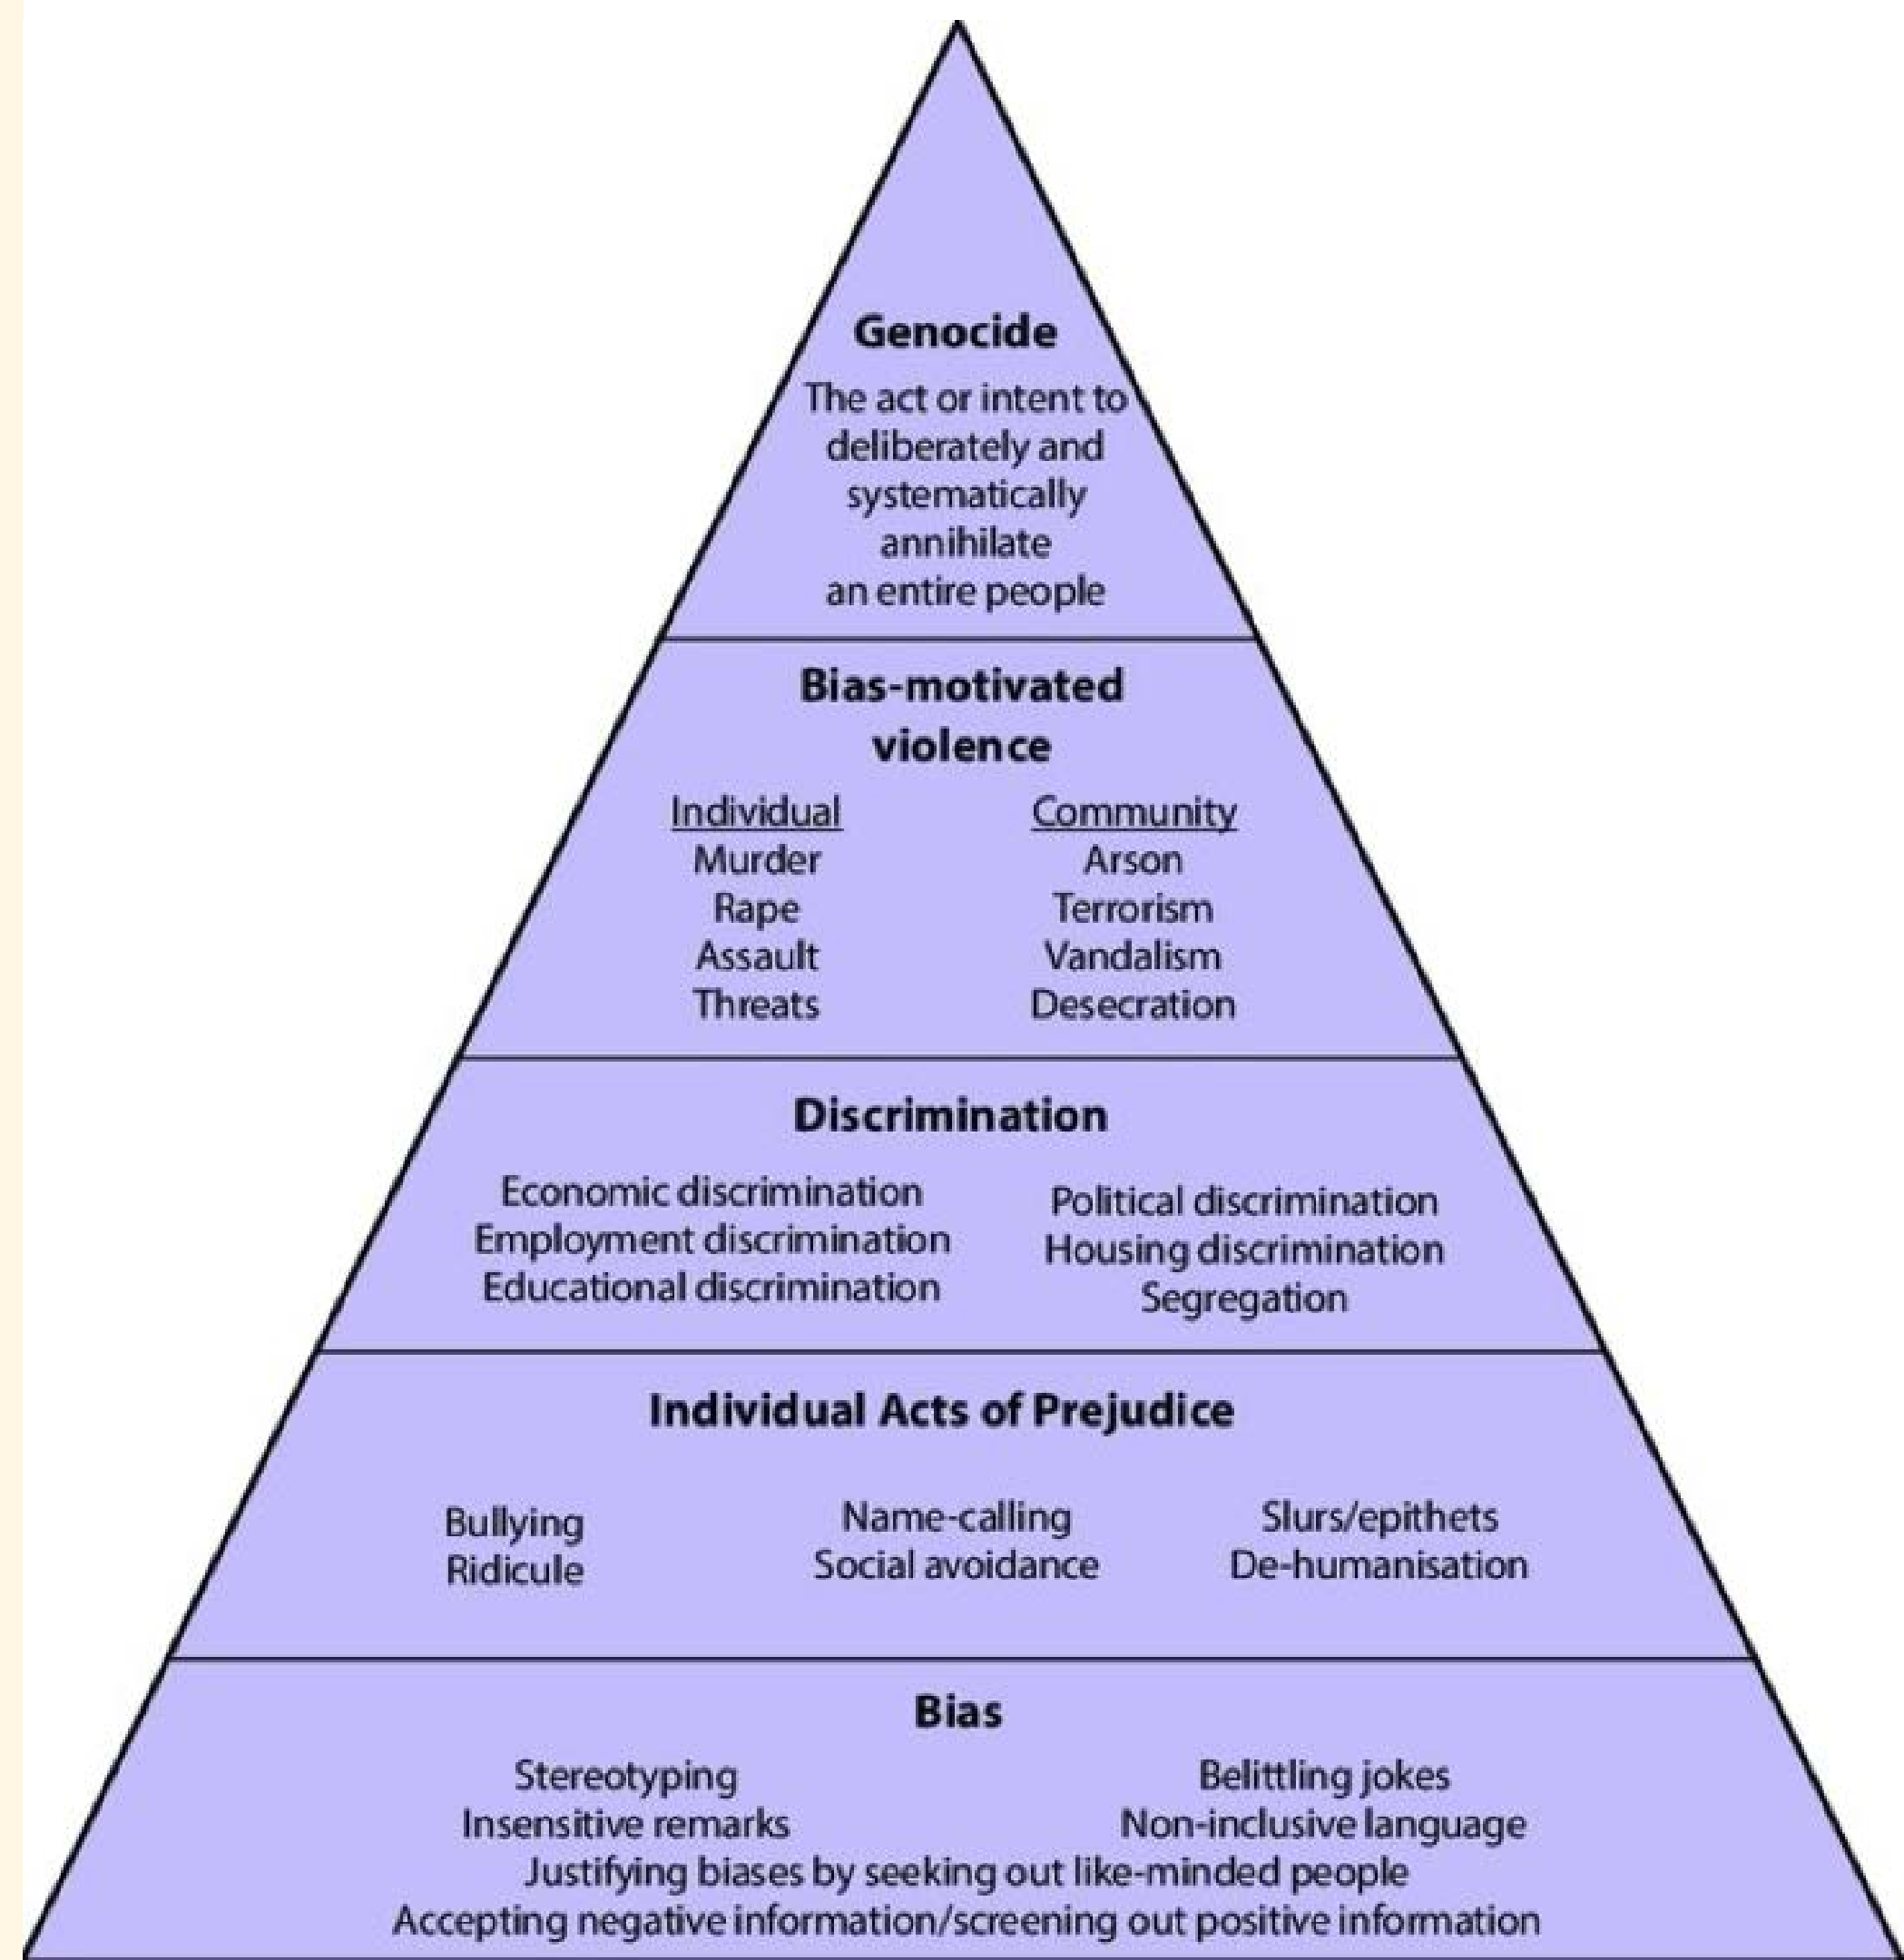 Genocide
The act or intent to
deliberately and
systematically
annihilate
an entire people
Bias-motivated
violence
Individual
Murder
Rape
Assault
Threats
Community
Arson
Terrorism
Vandalism
Desecration
Discrimination
Economic discrimination
Employment discrimination
Educational discrimination
Political discrimination
Housing discrimination
Segregation
Individual Acts of Prejudice
Bullying
Ridicule
Name-calling
Social avoidance
Slurs/epithets
De-humanisation
Bias
Stereotyping
Insensitive remarks
Belittling jokes
Non-inclusive language
Justifying biases by seeking out like-minded people
Accepting negative information/screening out positive information